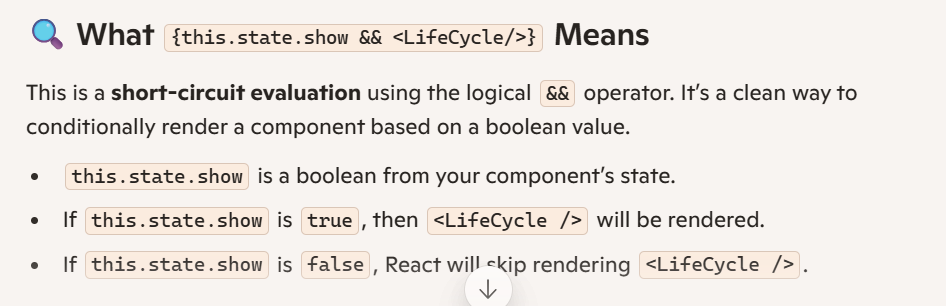 What {this.state.show && <LifeCycle/>} Means
This is a short-circuit evaluation using the logical && operator. It’s a clean way to
conditionally render a component based on a boolean value.
• this.state.show is a boolean from your component’s state.
• If this.state.show is true, then <LifeCycle /> will be rendered.
• If this.state.show is false, React will skip rendering <LifeCycle />.